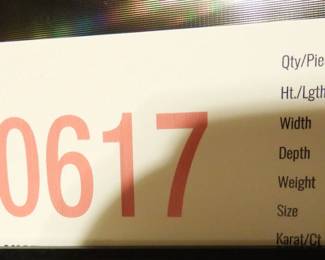 Qty/Pie
Ht./Lgth
Width
0617
Depth
Weight
Size
Karat/Ct